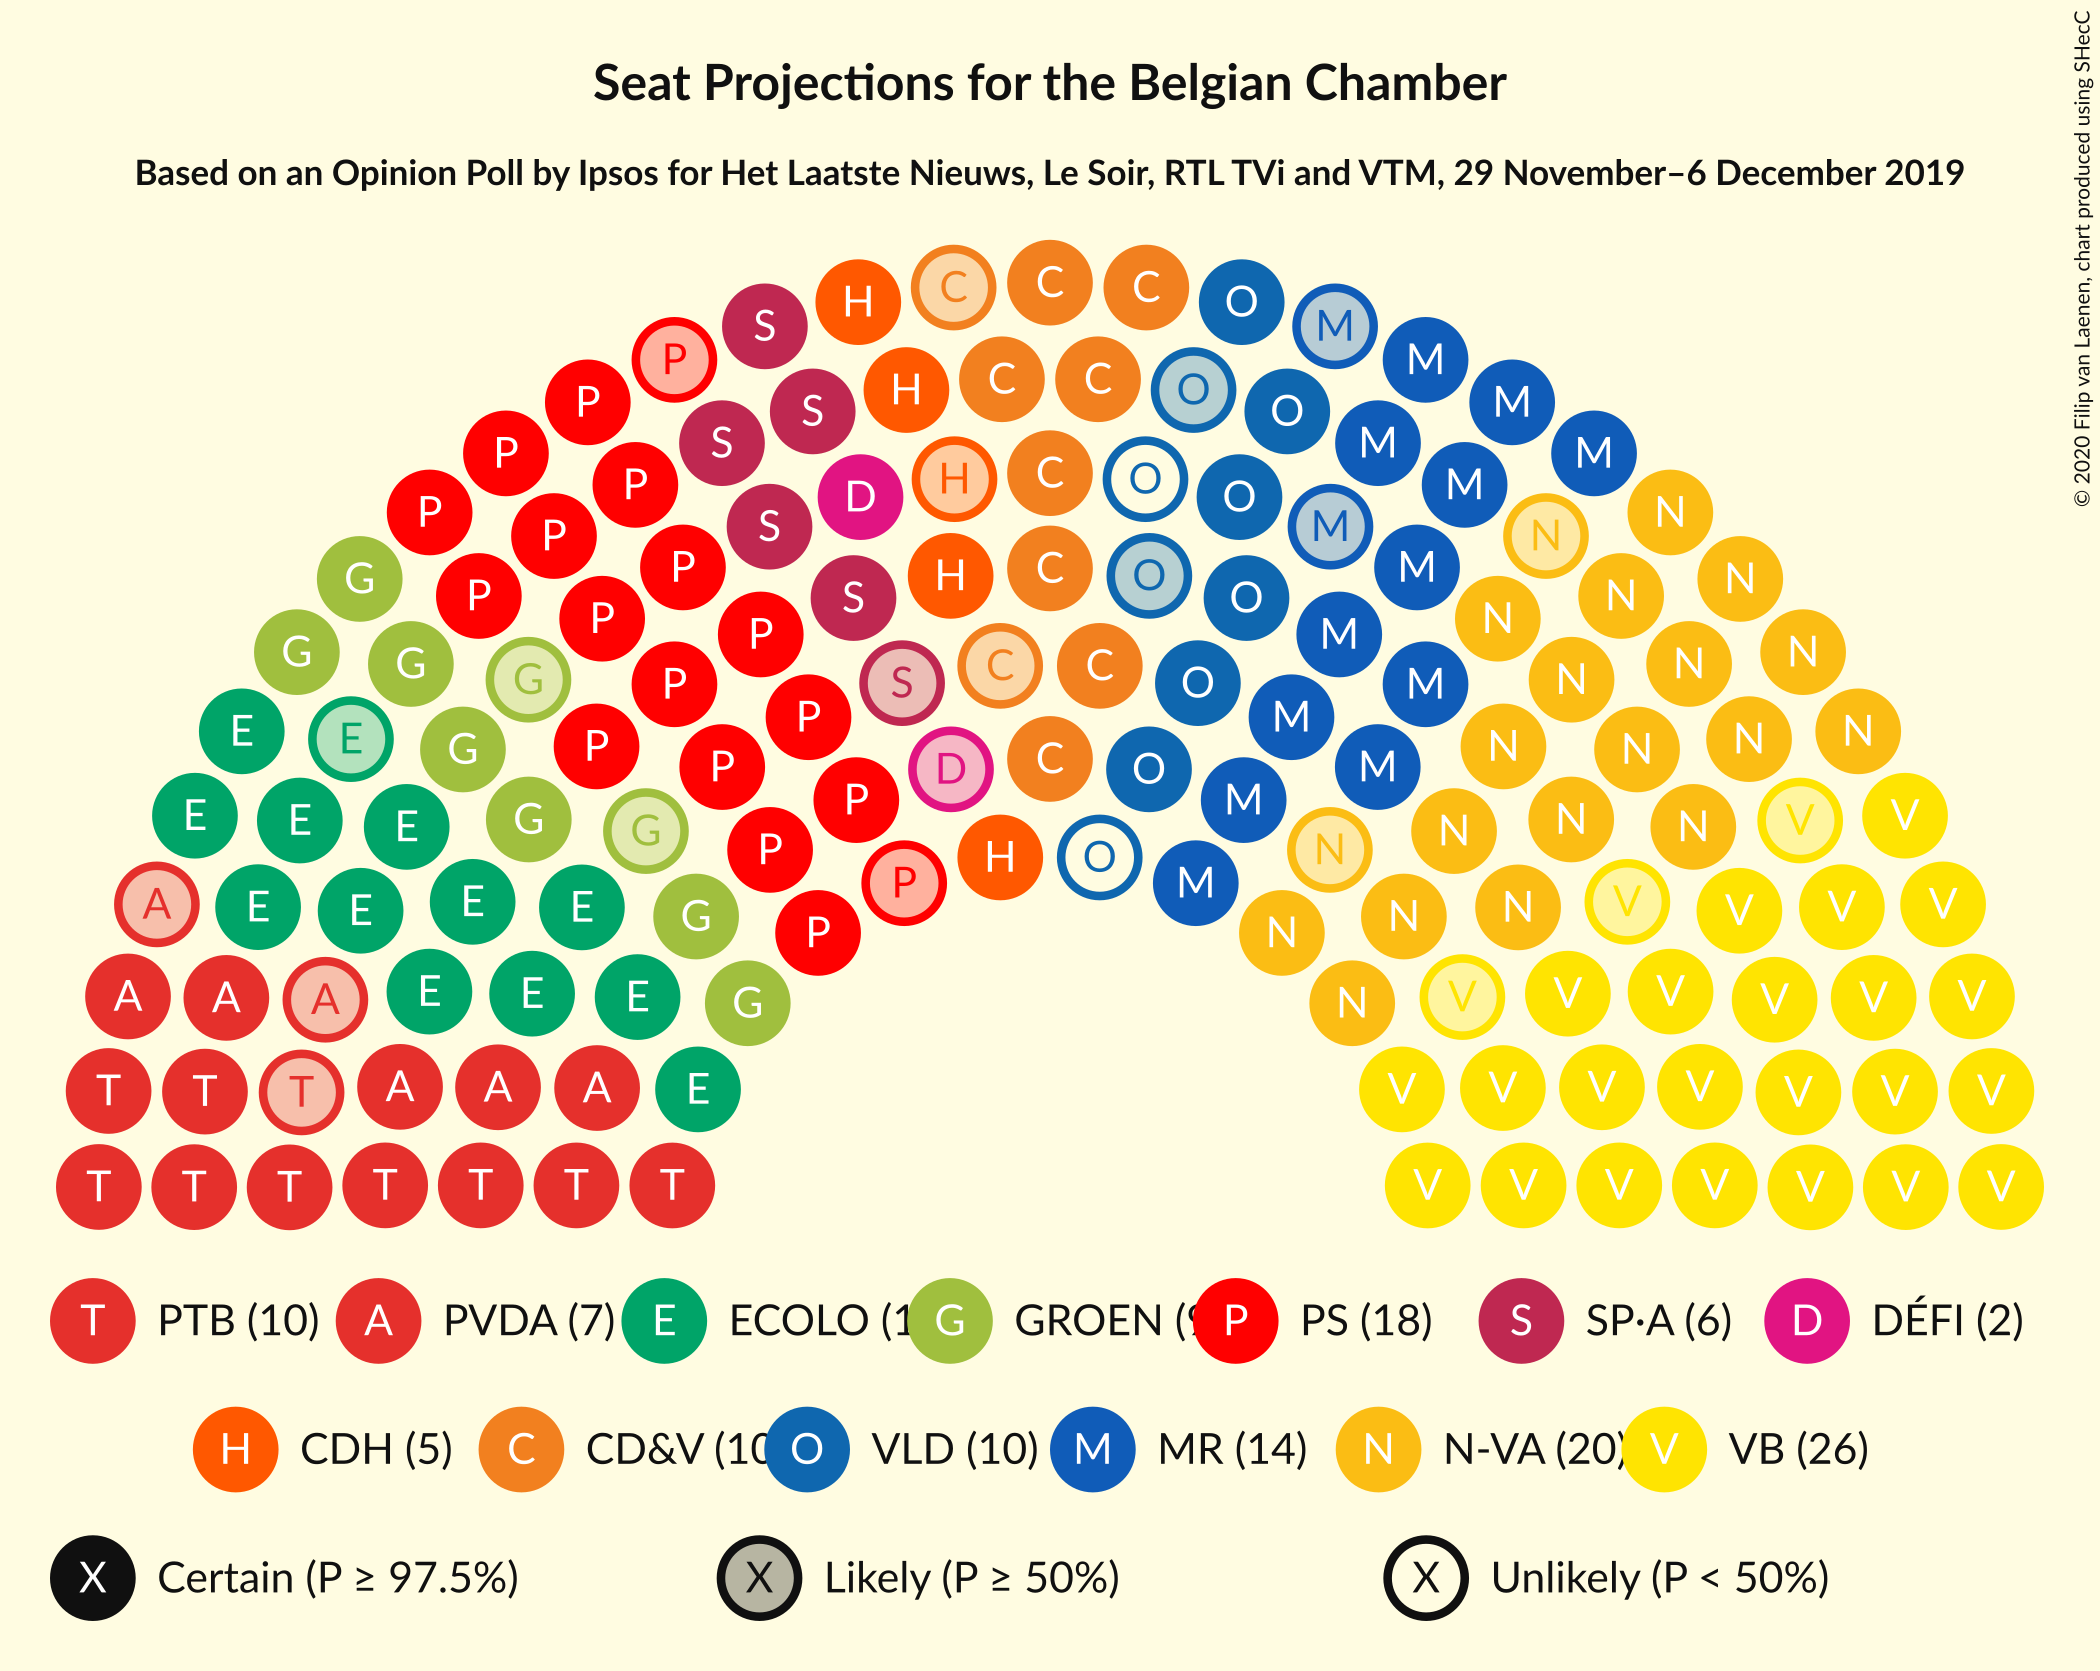 Seat Projections for the Belgian Chamber
Based on an Opinion Poll by Ipsos for Het Laatste Nieuws, Le Soir, RTL TVi and VTM, 29 November–6 December 2019
© 2020 Filip van Laenen, chart produced using SHecC
S H C C C O M
P P S H C C O O M M
P P P S D H C O O M M M N
G P P P S S H C O O M M N N N
G G G P P P S C C O M M N N N N
E E G P P P D C O M M N N N N
E E E G G P P H O M N N N N V V
A E E E E G P P M N N N V V V V
A A A E E E G N V V V V V V
T T T A A A E V V V V V V V
T T T T T T T V V V V V V V
T PTB (10) A PVDA (7) E ECOLO (1 G GROEN (9 P PS (18) S SP·A (6) D DÉFI (2)
H CDH (5) C CD&V (10 O VLD (10) M MR (14) N N-VA (20) V VB (26)
X Certain (P ≥ 97.5%) X Likely (P ≥ 50%) X Unlikely (P < 50%)